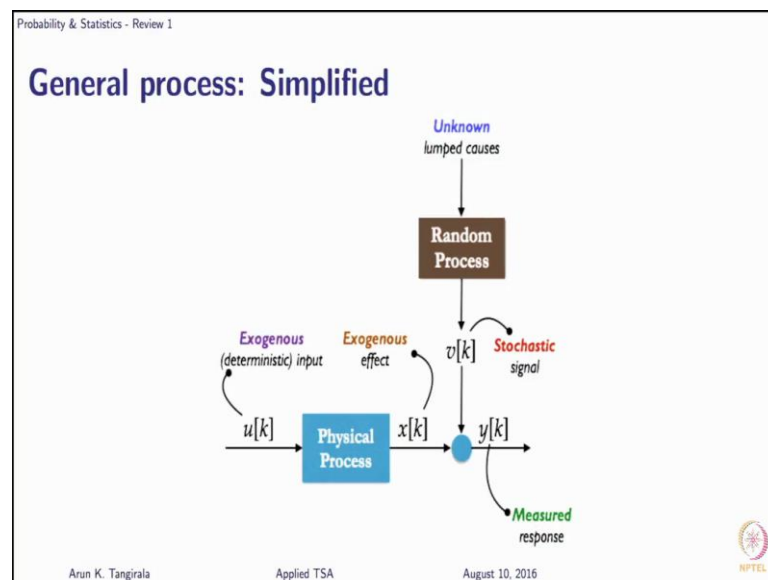 Probability & Statistics - Review 1
General process: Simplified
Unknown
lumped causes
Random
Process
Exogenous
(deterministic) input
Exogenous
effect
v[k]
Stochastic
signal
u[k]
Physical
Process
x[k]
y[k]
Measured
response
Arun K. Tangirala
Applied TSA
August 10, 2016
NPTEL